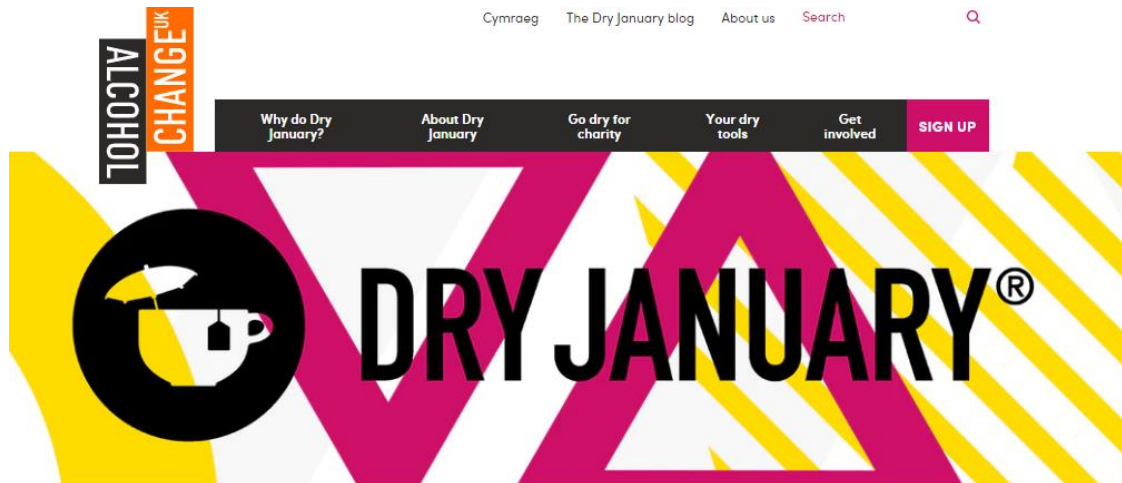 Cymraeg The Dry January blog About us Search
ALCOHOL
CHANGE UK
Why do Dry January?
About Dry January
Go dry for charity
Your dry tools
Get involved
SIGN UP
DRY JANUARY®